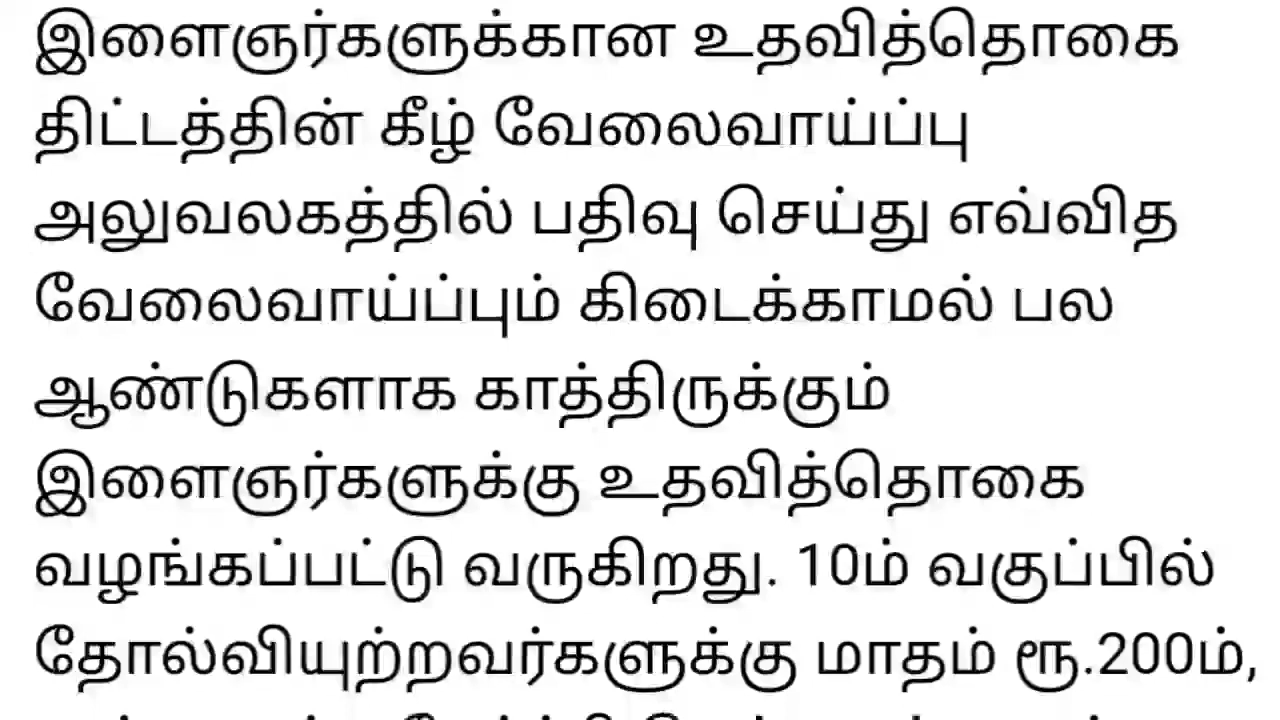 இளைஞர்களுக்கான உதவித்தொகை
திட்டத்தின் கீழ் வேலைவாய்ப்பு
அலுவலகத்தில் பதிவு செய்து எவ்வித
வேலைவாய்ப்பும் கிடைக்காமல் பல
ஆண்டுகளாக காத்திருக்கும்
இளைஞர்களுக்கு உதவித்தொகை
வழங்கப்பட்டு வருகிறது. 10ம் வகுப்பில்
தோல்வியுற்றவர்களுக்கு மாதம் ரூ.200ம்,